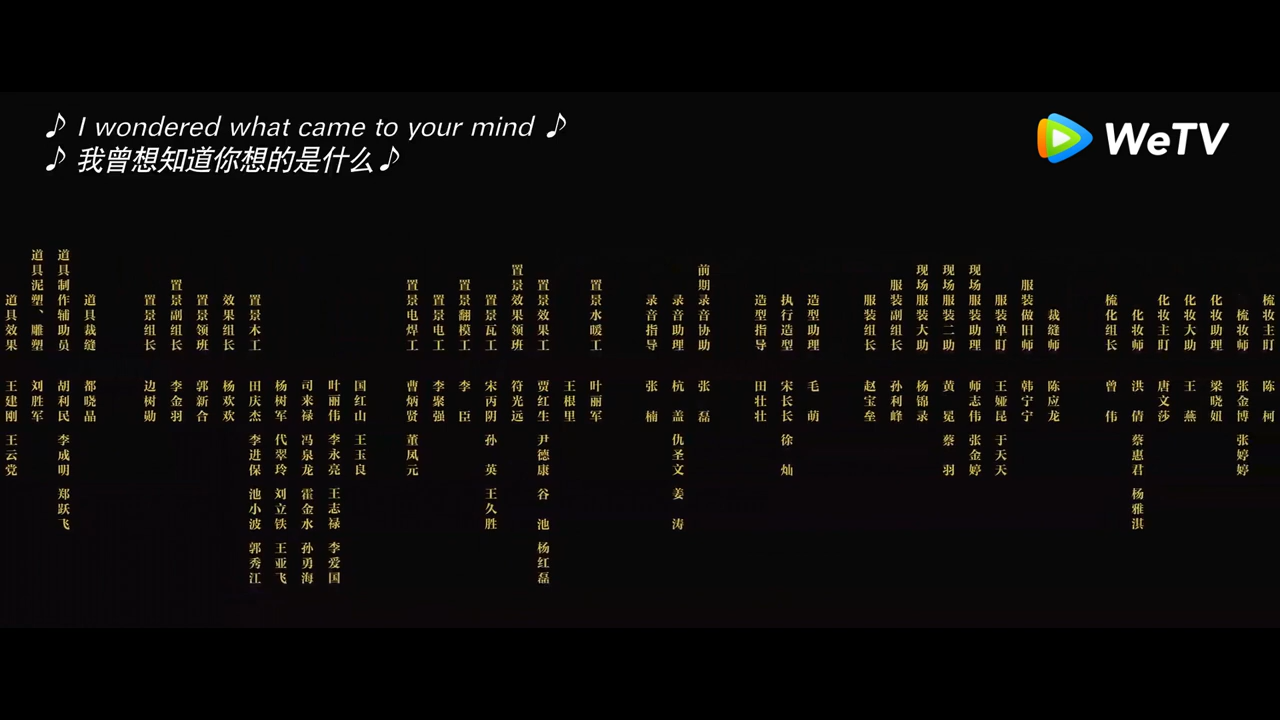 ♪ I wondered what came to your mind ♪
♪ 我曾想知道你想的是什么♪
WeTV
道具效果 王建刚 王云党
道具泥塑、雕塑 刘胜军
道具制作辅助员 胡利民 李成明 郑跃飞
道具裁缝 都晓晶
置景组长 边树勋
置景副组长 李金羽
置景领班 郭新合
效果组长 杨欢欢
置景木工 田庆杰 李进保 池小波 郭秀江
杨树军 代翠玲 刘立铁 王亚飞
司来禄 冯泉龙 霍金水 孙勇海
叶丽伟 李永亮 王志禄 李爱国
国红山 王玉良
置景电焊工 曹炳贤 董凤元
置景电工 李聚强
置景翻模工 李臣
置景瓦工 宋丙阴 孙英 王久胜
置景效果领班 符光远
置景效果工 贾红生 尹德康 谷池 杨红磊
王根里
置景水暖工 叶丽军
录音指导 张楠
录音助理 杭盖 仇圣文 姜涛
前期录音协助 张磊
造型指导 田壮壮
执行造型 宋长长 徐灿
造型助理 毛萌
服装组长 赵宝垒
服装副组长 孙利峰
现场服装大助 杨锦录
现场服装二助 黄冕 蔡羽
现场服装助理 师志伟 张金婷
服装单盯 王娅昆 于天天
服装做旧师 韩宁宁
裁缝师 陈应龙
梳化组长 曾伟
化妆师 洪倩 蔡惠君 杨雅淇
化妆主盯 唐文莎
化妆大助 王燕
化妆助理 梁晓妞
梳妆师 张金博 张婷婷
梳妆主盯 陈柯